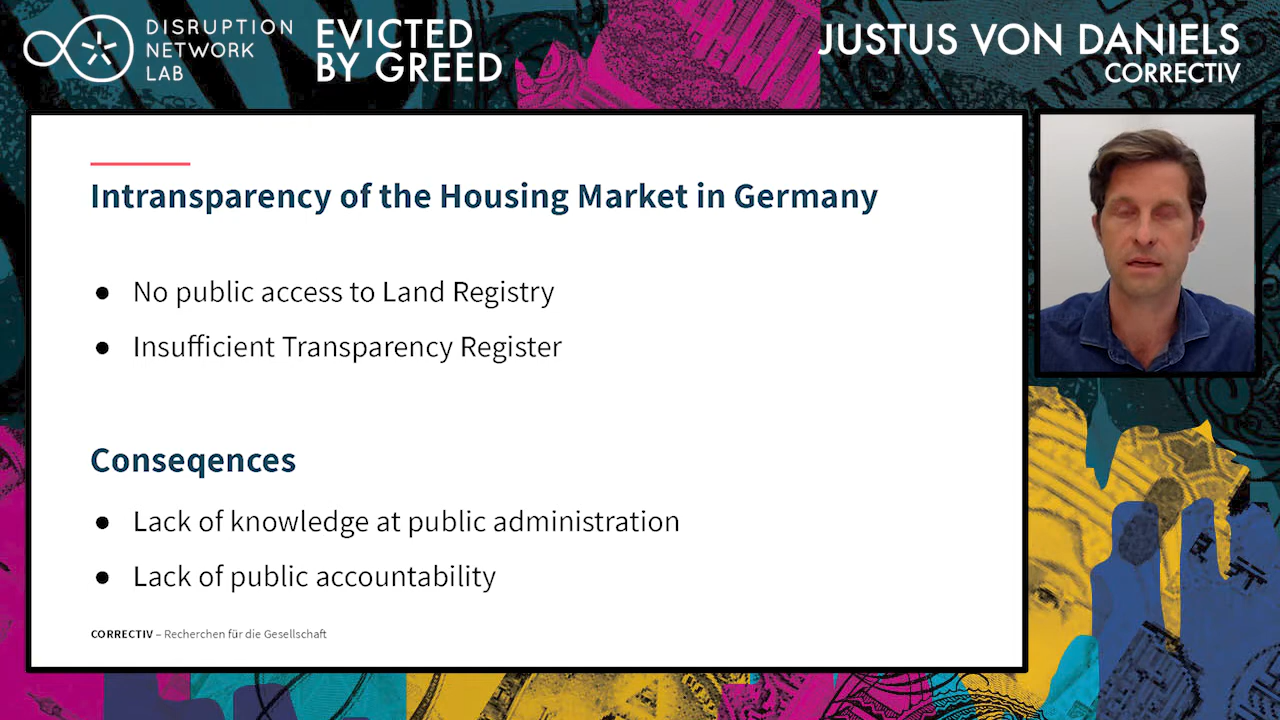 DISRUPTION
NETWORK
LAB
EVICTED
BY GREED
JUSTUS VON DANIELS
CORRECTIV
Intransparency of the Housing Market in Germany
● No public access to Land Registry
● Insufficient Transparency Register
Conseqences
● Lack of knowledge at public administration
● Lack of public accountability
CORRECTIV – Recherchen für die Gesellschaft